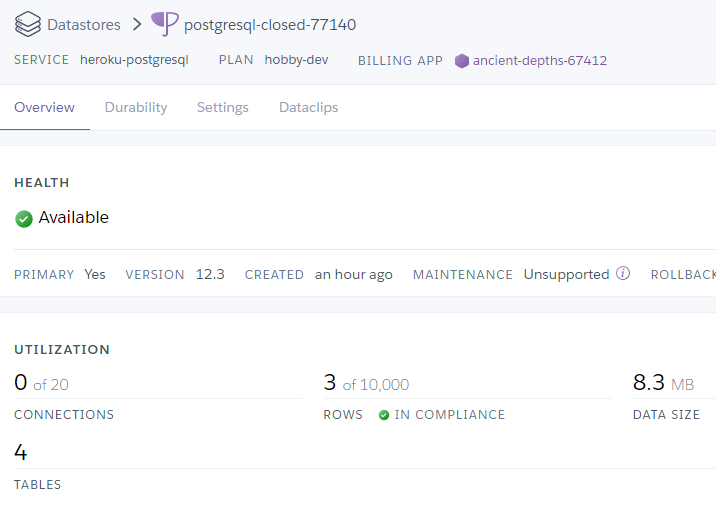 Datastores > postgresql-closed-77140
SERVICE heroku-postgresql PLAN hobby-dev BILLING APP ancient-depths-67412
Overview Durability Settings Dataclips
HEALTH
Available
PRIMARY Yes VERSION 12.3 CREATED an hour ago MAINTENANCE Unsupported ROLLBACK
UTILIZATION
0 of 20 3 of 10,000 8.3 MB
CONNECTIONS ROWS IN COMPLIANCE DATA SIZE
4
TABLES